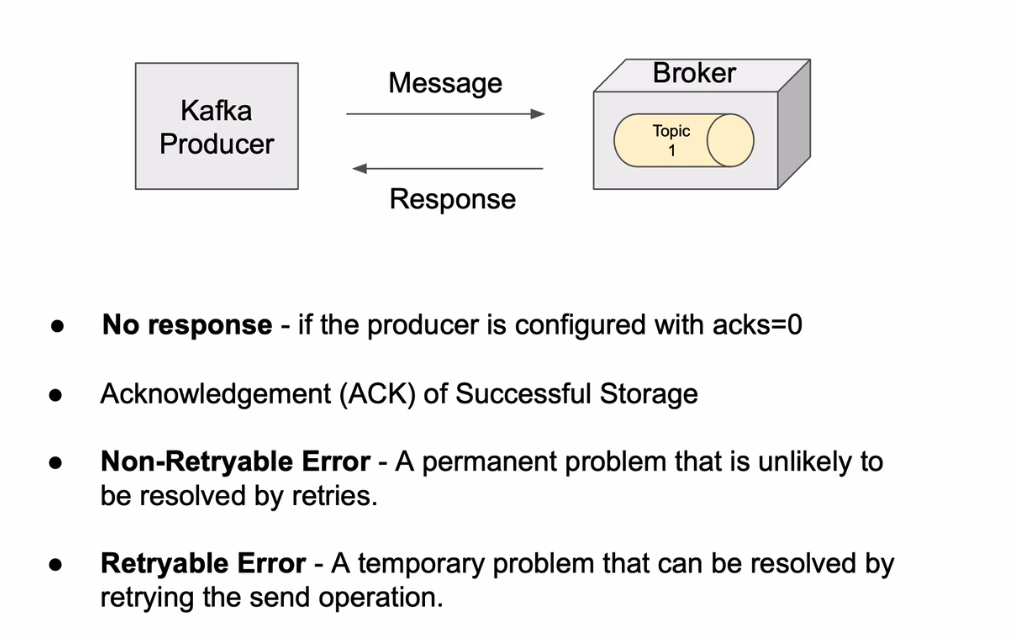 Kafka
Producer
Message
Response
Broker
Topic
1
● No response - if the producer is configured with acks=0
● Acknowledgement (ACK) of Successful Storage
● Non-Retryable Error - A permanent problem that is unlikely to
be resolved by retries.
● Retryable Error - A temporary problem that can be resolved by
retrying the send operation.